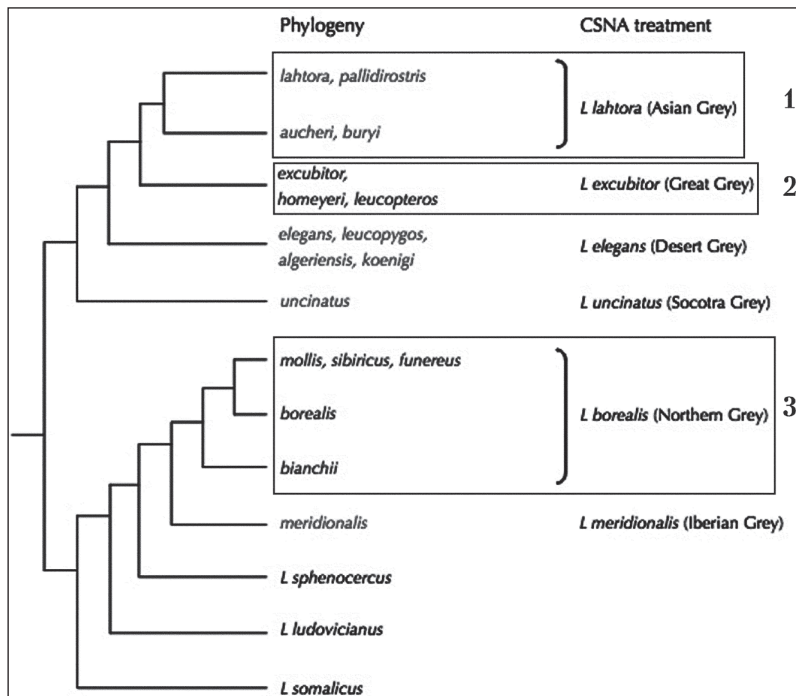 Phylogeny CSNA treatment
lahtora, pallidirostris
aucheri, buryi
L lahtora (Asian Grey)
1
excubitor,
homeyeri, leucopteros
L excubitor (Great Grey)
2
elegans, leucopygos,
algeriensis, koenigi
L elegans (Desert Grey)
uncinatus
L uncinatus (Socotra Grey)
mollis, sibiricus, funereus
borealis
bianchii
L borealis (Northern Grey)
3
meridionalis
L meridionalis (Iberian Grey)
L sphenocercus
L ludovicianus
L somalicus